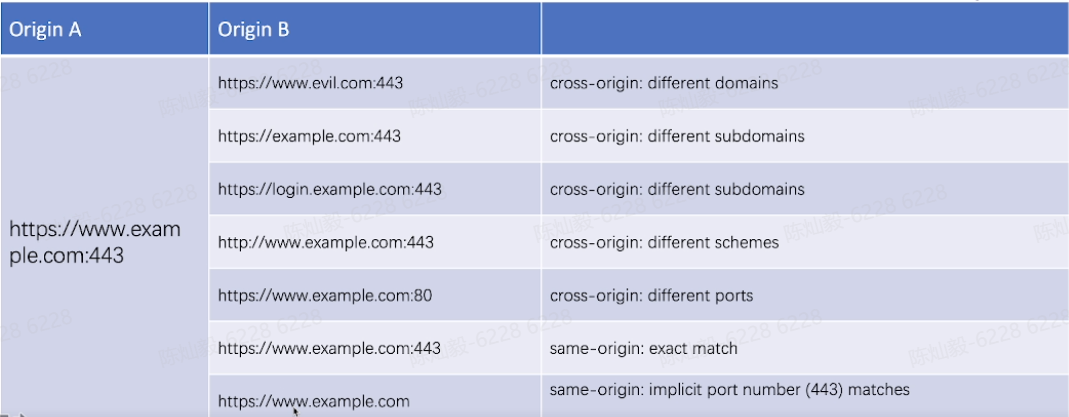 Origin A
Origin B
https://www.exam
ple.com:443
https://www.evil.com:443
cross-origin: different domains
https://example.com:443
cross-origin: different subdomains
https://login.example.com:443
cross-origin: different subdomains
http://www.example.com:443
cross-origin: different schemes
https://www.example.com:80
cross-origin: different ports
https://www.example.com:443
same-origin: exact match
https://www.example.com
same-origin: implicit port number (443) matches
陈灿毅-6228 6228